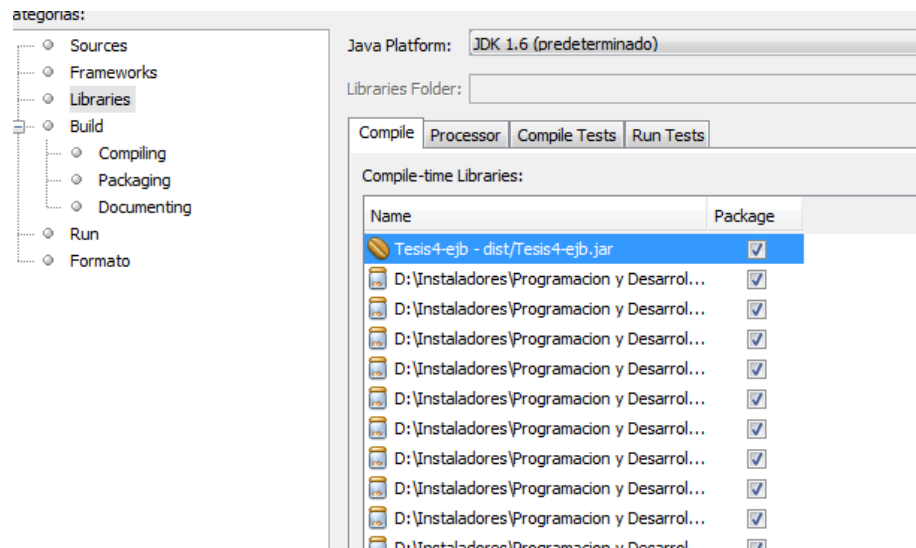 ategorias:
Sources
Frameworks
Libraries
Build
Compiling
Packaging
Documenting
Run
Formato
Java Platform: JDK 1.6 (predeterminado)
Libraries Folder:
Compile Processor Compile Tests Run Tests
Compile-time Libraries:
Name Package
Tesis4-ejb - dist/Tesis4-ejb.jar
D:\Instaladores\Programacion y Desarrol...
D:\Instaladores\Programacion y Desarrol...
D:\Instaladores\Programacion y Desarrol...
D:\Instaladores\Programacion y Desarrol...
D:\Instaladores\Programacion y Desarrol...
D:\Instaladores\Programacion y Desarrol...
D:\Instaladores\Programacion y Desarrol...
D:\Instaladores\Programacion y Desarrol...
D:\Instaladores\Programacion y Desarrol...
D:\Instaladores\Programacion y Desarrol...